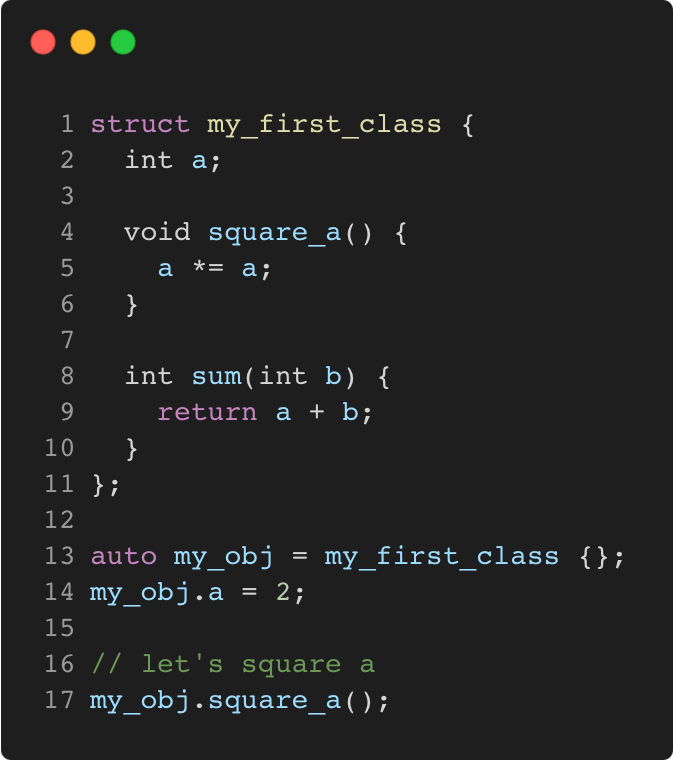 1 struct my_first_class {
2   int a;
3
4   void square_a() {
5     a *= a;
6   }
7
8   int sum(int b) {
9     return a + b;
10   }
11 };
12
13 auto my_obj = my_first_class {};
14 my_obj.a = 2;
15
16 // let's square a
17 my_obj.square_a();